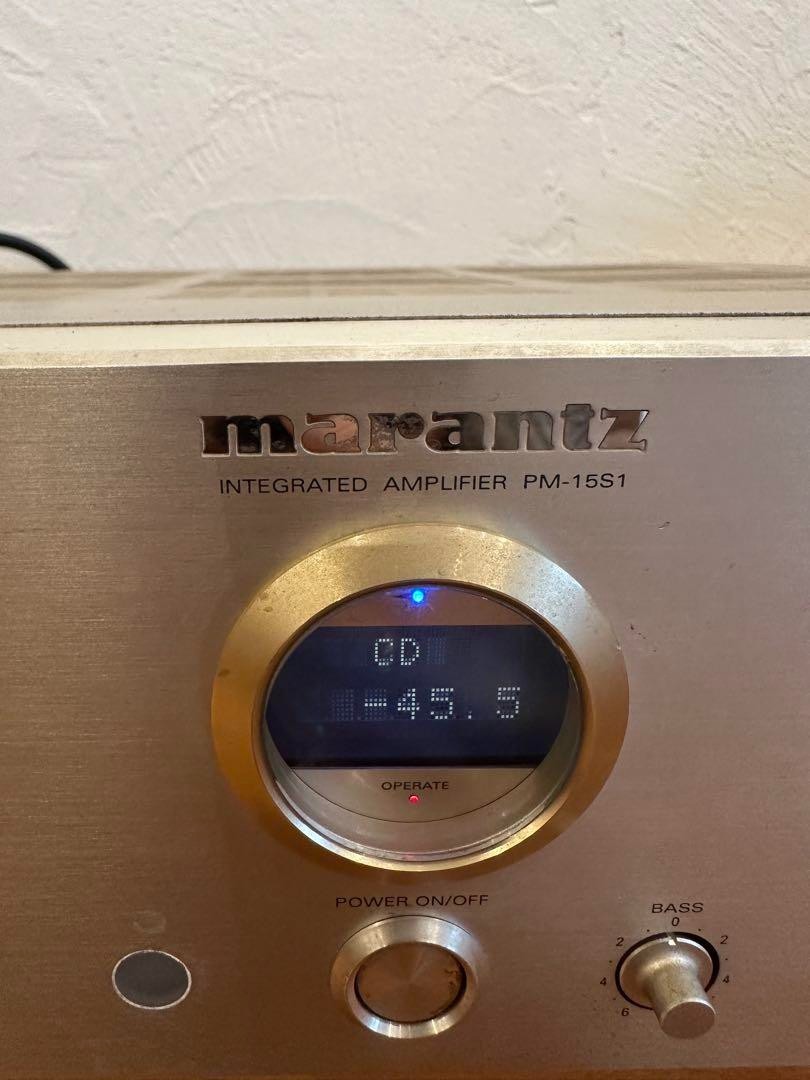 marantz
INTEGRATED AMPLIFIER PM-15S1
CD
-45.5
OPERATE
POWER ON/OFF
BASS
0
2 2
4 4
6